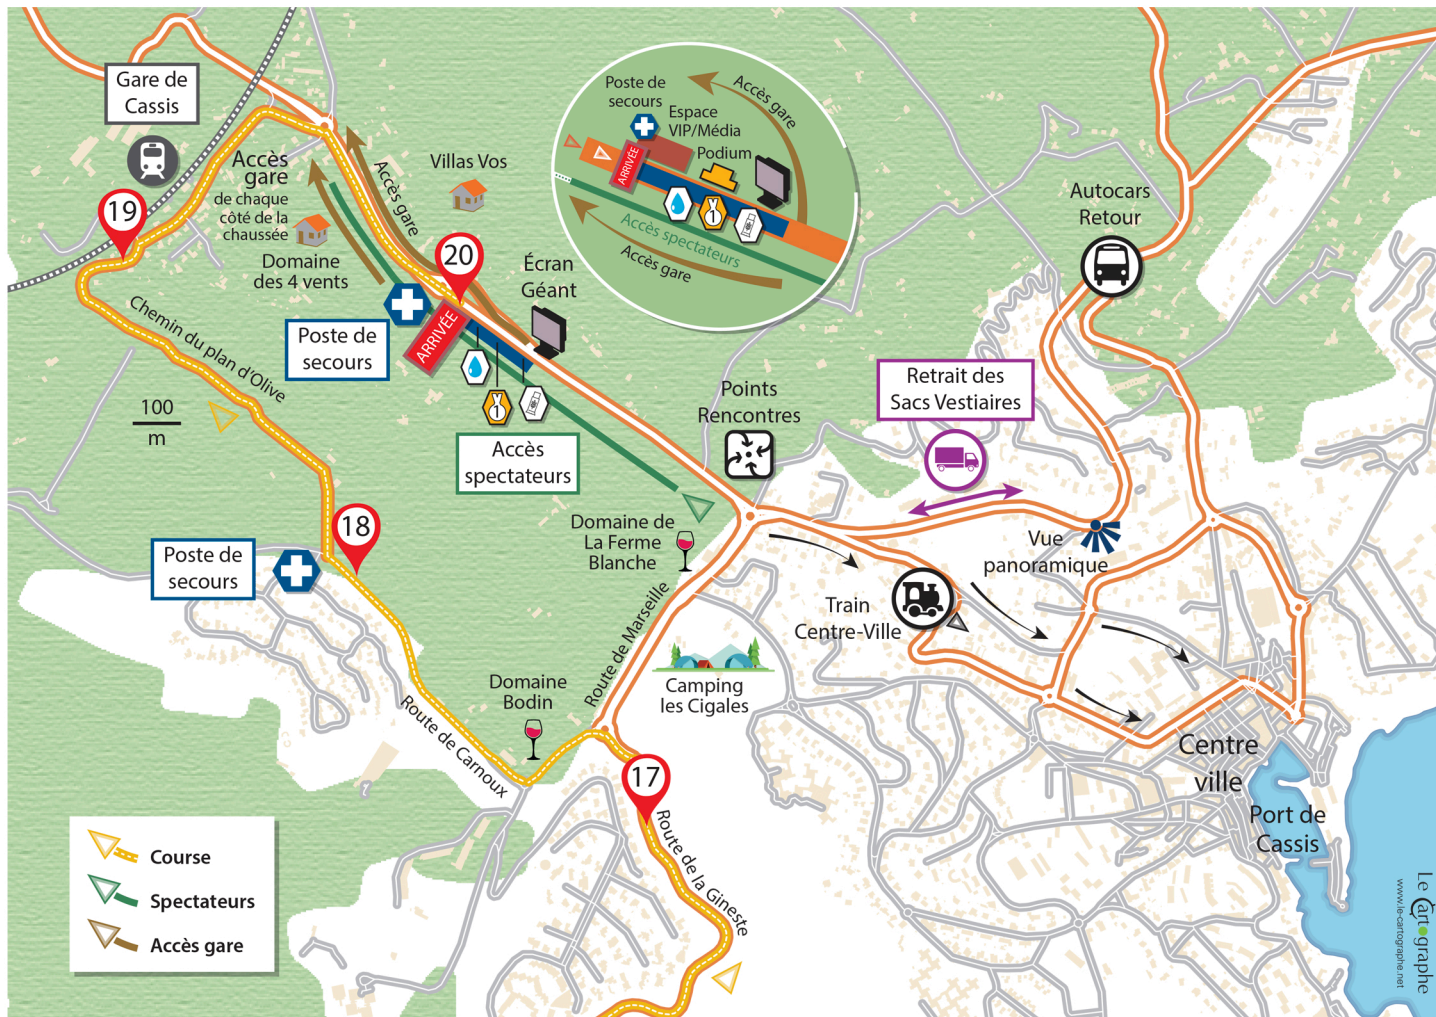 Gare de
Cassis
19
Accès
gare
de chaque
côté de la
chaussée
Domaine
des 4 vents
Accès gare
Villas Vos
20
Écran
Géant
ARRIVÉE
Poste de
secours
1
Accès
spectateurs
Poste de
secours
Espace
VIP/Média
Podium
Accès gare
ARRIVÉE
1
Accès spectateurs
Accès gare
Autocars
Retour
Retrait des
Sacs Vestiaires
Points
Rencontres
Chemin du plan d'Olive
100
m
18
Poste de
secours
Domaine de
La Ferme
Blanche
Vue
panoramique
Train
Centre-Ville
Route de Marseille
Camping
les Cigales
Domaine
Bodin
Route de Carnoux
17
Route de la Gineste
Centre
ville
Port de
Cassis
Course
Spectateurs
Accès gare
Le Cartographe
www.le-cartographe.net